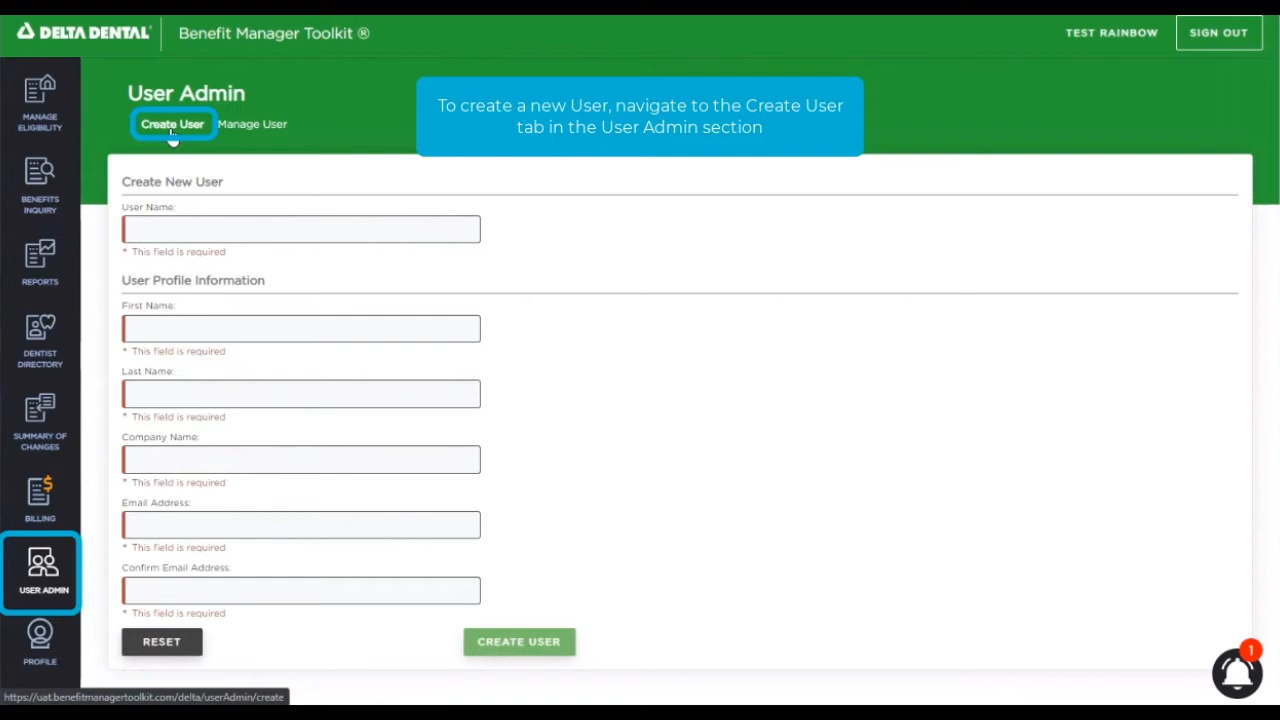 DELTA DENTAL®
Benefit Manager Toolkit ®
TEST RAINBOW
SIGN OUT
MANAGE
ELIGIBILITY
BENEFITS
INQUIRY
REPORTS
DENTIST
DIRECTORY
SUMMARY OF
CHANGES
BILLING
USER ADMIN
PROFILE
User Admin
Create User
Manage User
To create a new User, navigate to the Create User
tab in the User Admin section
Create New User
User Name:
* This field is required
User Profile Information
First Name:
* This field is required
Last Name:
* This field is required
Company Name:
* This field is required
Email Address:
* This field is required
Confirm Email Address:
* This field is required
RESET
CREATE USER
1
https://uat.benefitmanagertoolkit.com/delta/userAdmin/create